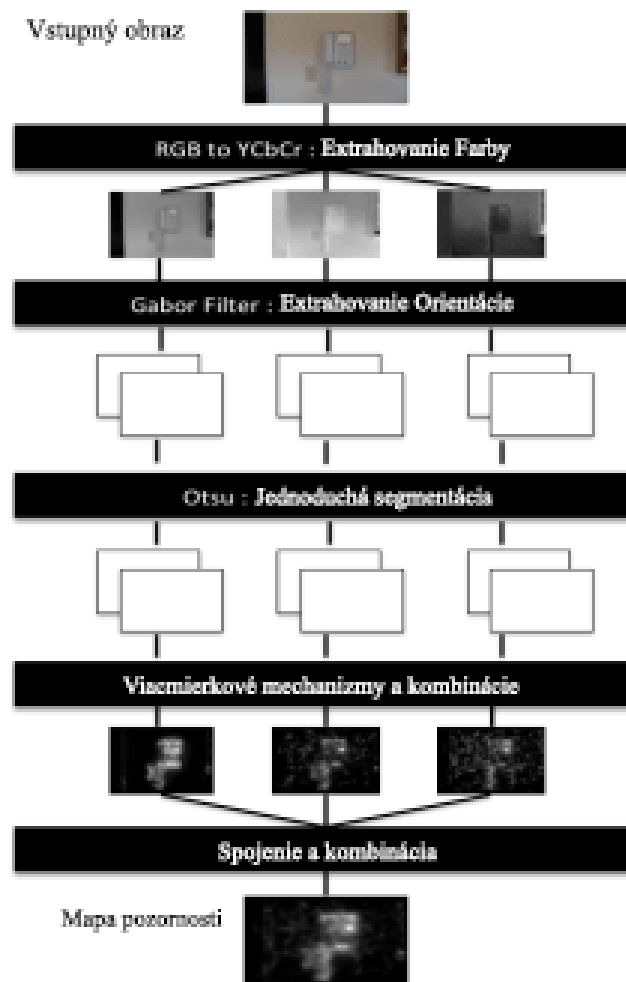 Vstupný obraz
RGB to YCbCr : Extrahovanie Farby
Gabor Filter : Extrahovanie Orientácie
Otsu : Jednoduchá segmentácia
Viacmierkové mechanizmy a kombinácie
Spojenie a kombinácia
Mapa pozornosti